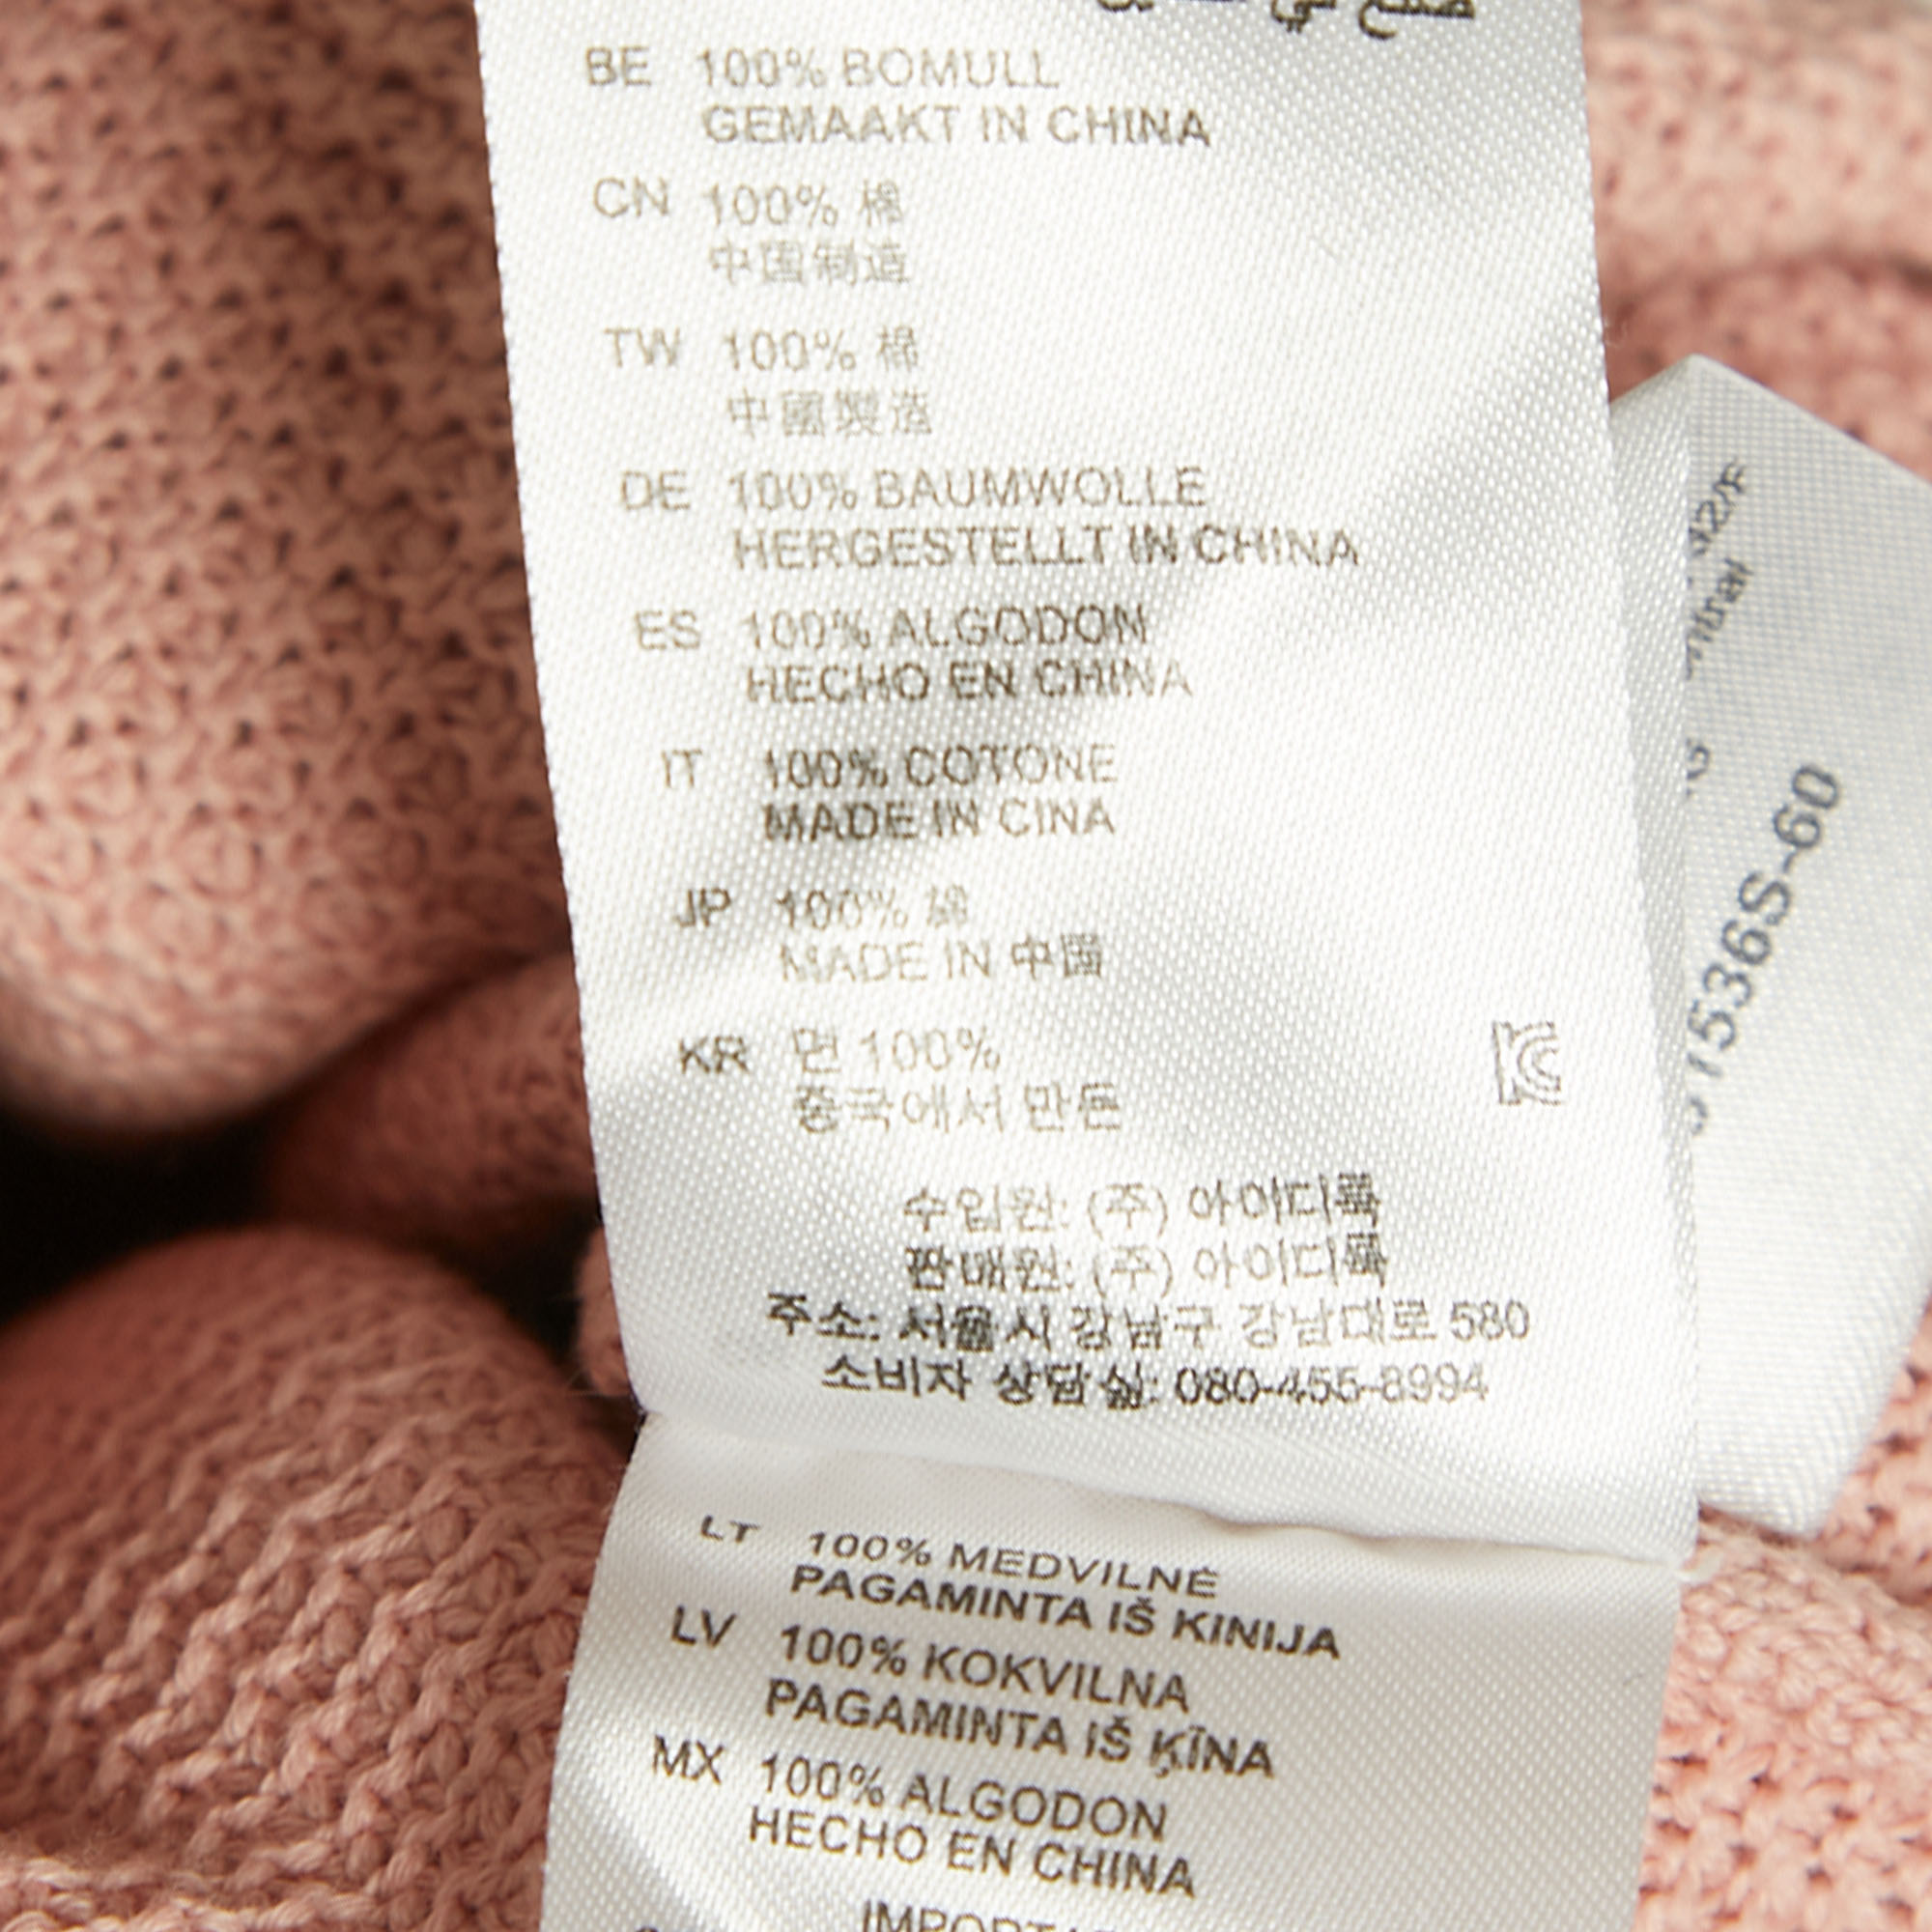 BE 100% BOMULL
GEMAAKT IN CHINA
CN 100% 棉
中国制造
TW 100% 棉
中國製造
DE 100% BAUMWOLLE
HERGESTELLT IN CHINA
ES 100% ALGODON
HECHO EN CHINA
IT 100% COTONE
MADE IN CINA
JP 100% 綿
MADE IN 中国
KR 면 100%
중국에서 만든
수입원: (주) 아이디룩
판매원: (주) 아이디룩
주소: 서울시 강남구 강남대로 580
소비자 상담실: 080-455-8994
LT 100% MEDVILNĖ
PAGAMINTA IŠ KINIJA
LV 100% KOKVILNA
PAGAMINTA IŠ ĶĪNA
MX 100% ALGODON
HECHO EN CHINA
1536S-60